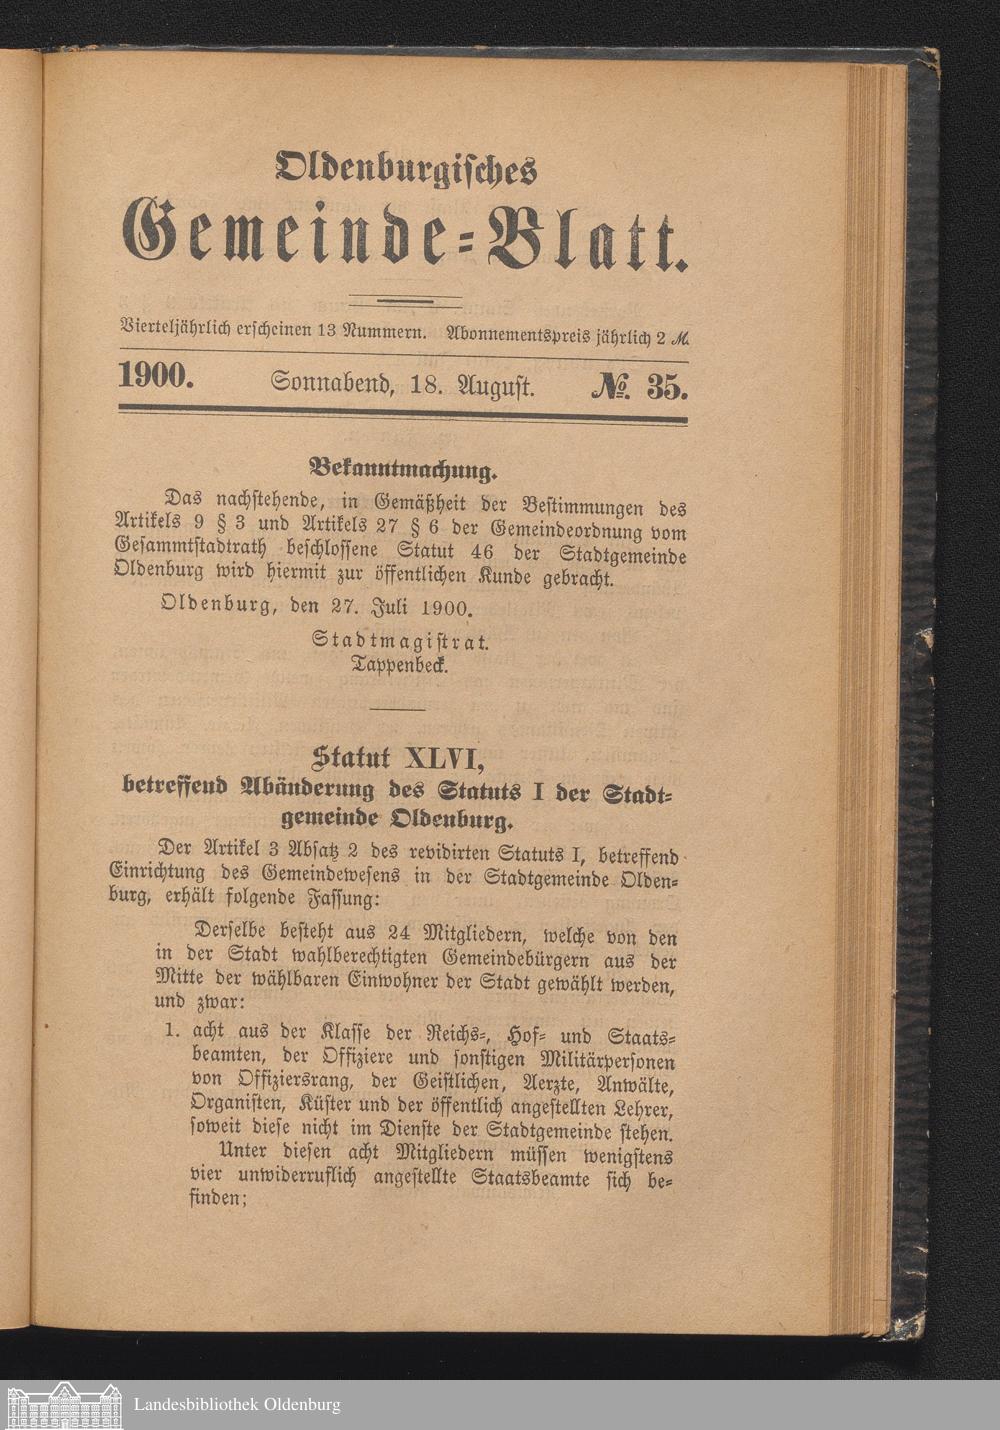 Oldenburgisches
Gemeinde-Blatt.
Vierteljährlich erscheinen 13 Nummern. Abonnementspreis jährlich 2 ℳ.
1900. Sonnabend, 18. August. №. 35.
Bekanntmachung.
Das nachstehende, in Gemäßheit der Bestimmungen des
Artikels 9 § 3 und Artikels 27 § 6 der Gemeindeordnung vom
Gesammtstadtrath beschlossene Statut 46 der Stadtgemeinde
Oldenburg wird hiermit zur öffentlichen Kunde gebracht.
Oldenburg, den 27. Juli 1900.
Stadtmagistrat.
Tappenbeck.
Statut XLVI,
betreffend Abänderung des Statuts I der Stadt-
gemeinde Oldenburg.
Der Artikel 3 Absatz 2 des revidirten Statuts I, betreffend
Einrichtung des Gemeindewesens in der Stadtgemeinde Olden-
burg, erhält folgende Fassung:
Derselbe besteht aus 24 Mitgliedern, welche von den
in der Stadt wahlberechtigten Gemeindebürgern aus der
Mitte der wählbaren Einwohner der Stadt gewählt werden,
und zwar:
1. acht aus der Klasse der Reichs-, Hof- und Staats-
beamten, der Offiziere und sonstigen Militärpersonen
von Offiziersrang, der Geistlichen, Aerzte, Anwälte,
Organisten, Küster und der öffentlich angestellten Lehrer,
soweit diese nicht im Dienste der Stadtgemeinde stehen.
Unter diesen acht Mitgliedern müssen wenigstens
vier unwiderruflich angestellte Staatsbeamte sich be-
finden;
Landesbibliothek Oldenburg